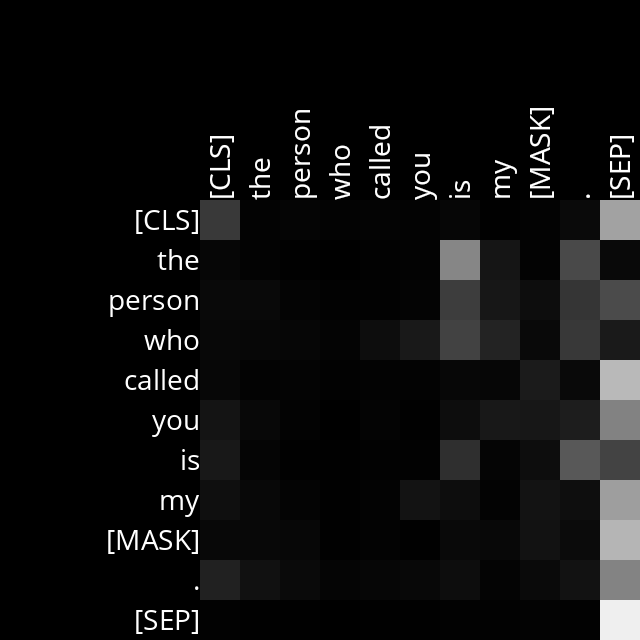 [CLS] the person who called you is my [MASK] . [SEP]
[CLS]
the
person
who
called
you
is
my
[MASK]
.
[SEP]